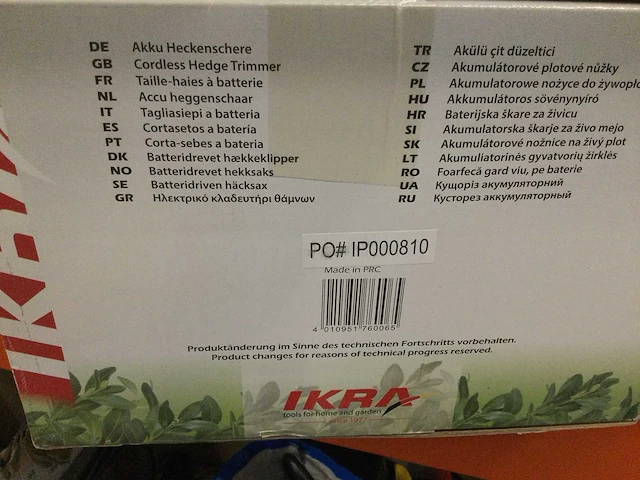 DE Akku Heckenschere
GB Cordless Hedge Trimmer
FR Taille-haies à batterie
NL Accu heggenschaar
IT Tagliasiepi a batteria
ES Cortasetos a batería
PT Corta-sebes a bateria
DK Batteridrevet hækkeklipper
NO Batteridrevet hekksaks
SE Batteridriven häcksax
GR Ηλεκτρικό κλαδευτήρι θάμνων
TR Akülü çit düzeltici
CZ Akumulátorové plotové nůžky
PL Akumulatorowe nożyce do żywopło
HU Akkumulátoros sövénynyíró
HR Baterijska škare za živicu
SI Akumulatorska škarje za živo mejo
SK Akumulátorové nožnice na živý plot
LT Akumuliatorinės gyvatvorių žirklės
RO Foarfecă gard viu, pe baterie
UA Кущоріз акумуляторний
RU Кусторез аккумуляторный
PO# IP000810
Made in PRC
4 010951 760065
Produktänderung im Sinne des technischen Fortschritts vorbehalten.
Product changes for reasons of technical progress reserved.
IKRA
tools for home and garden
since 1977
IKRA